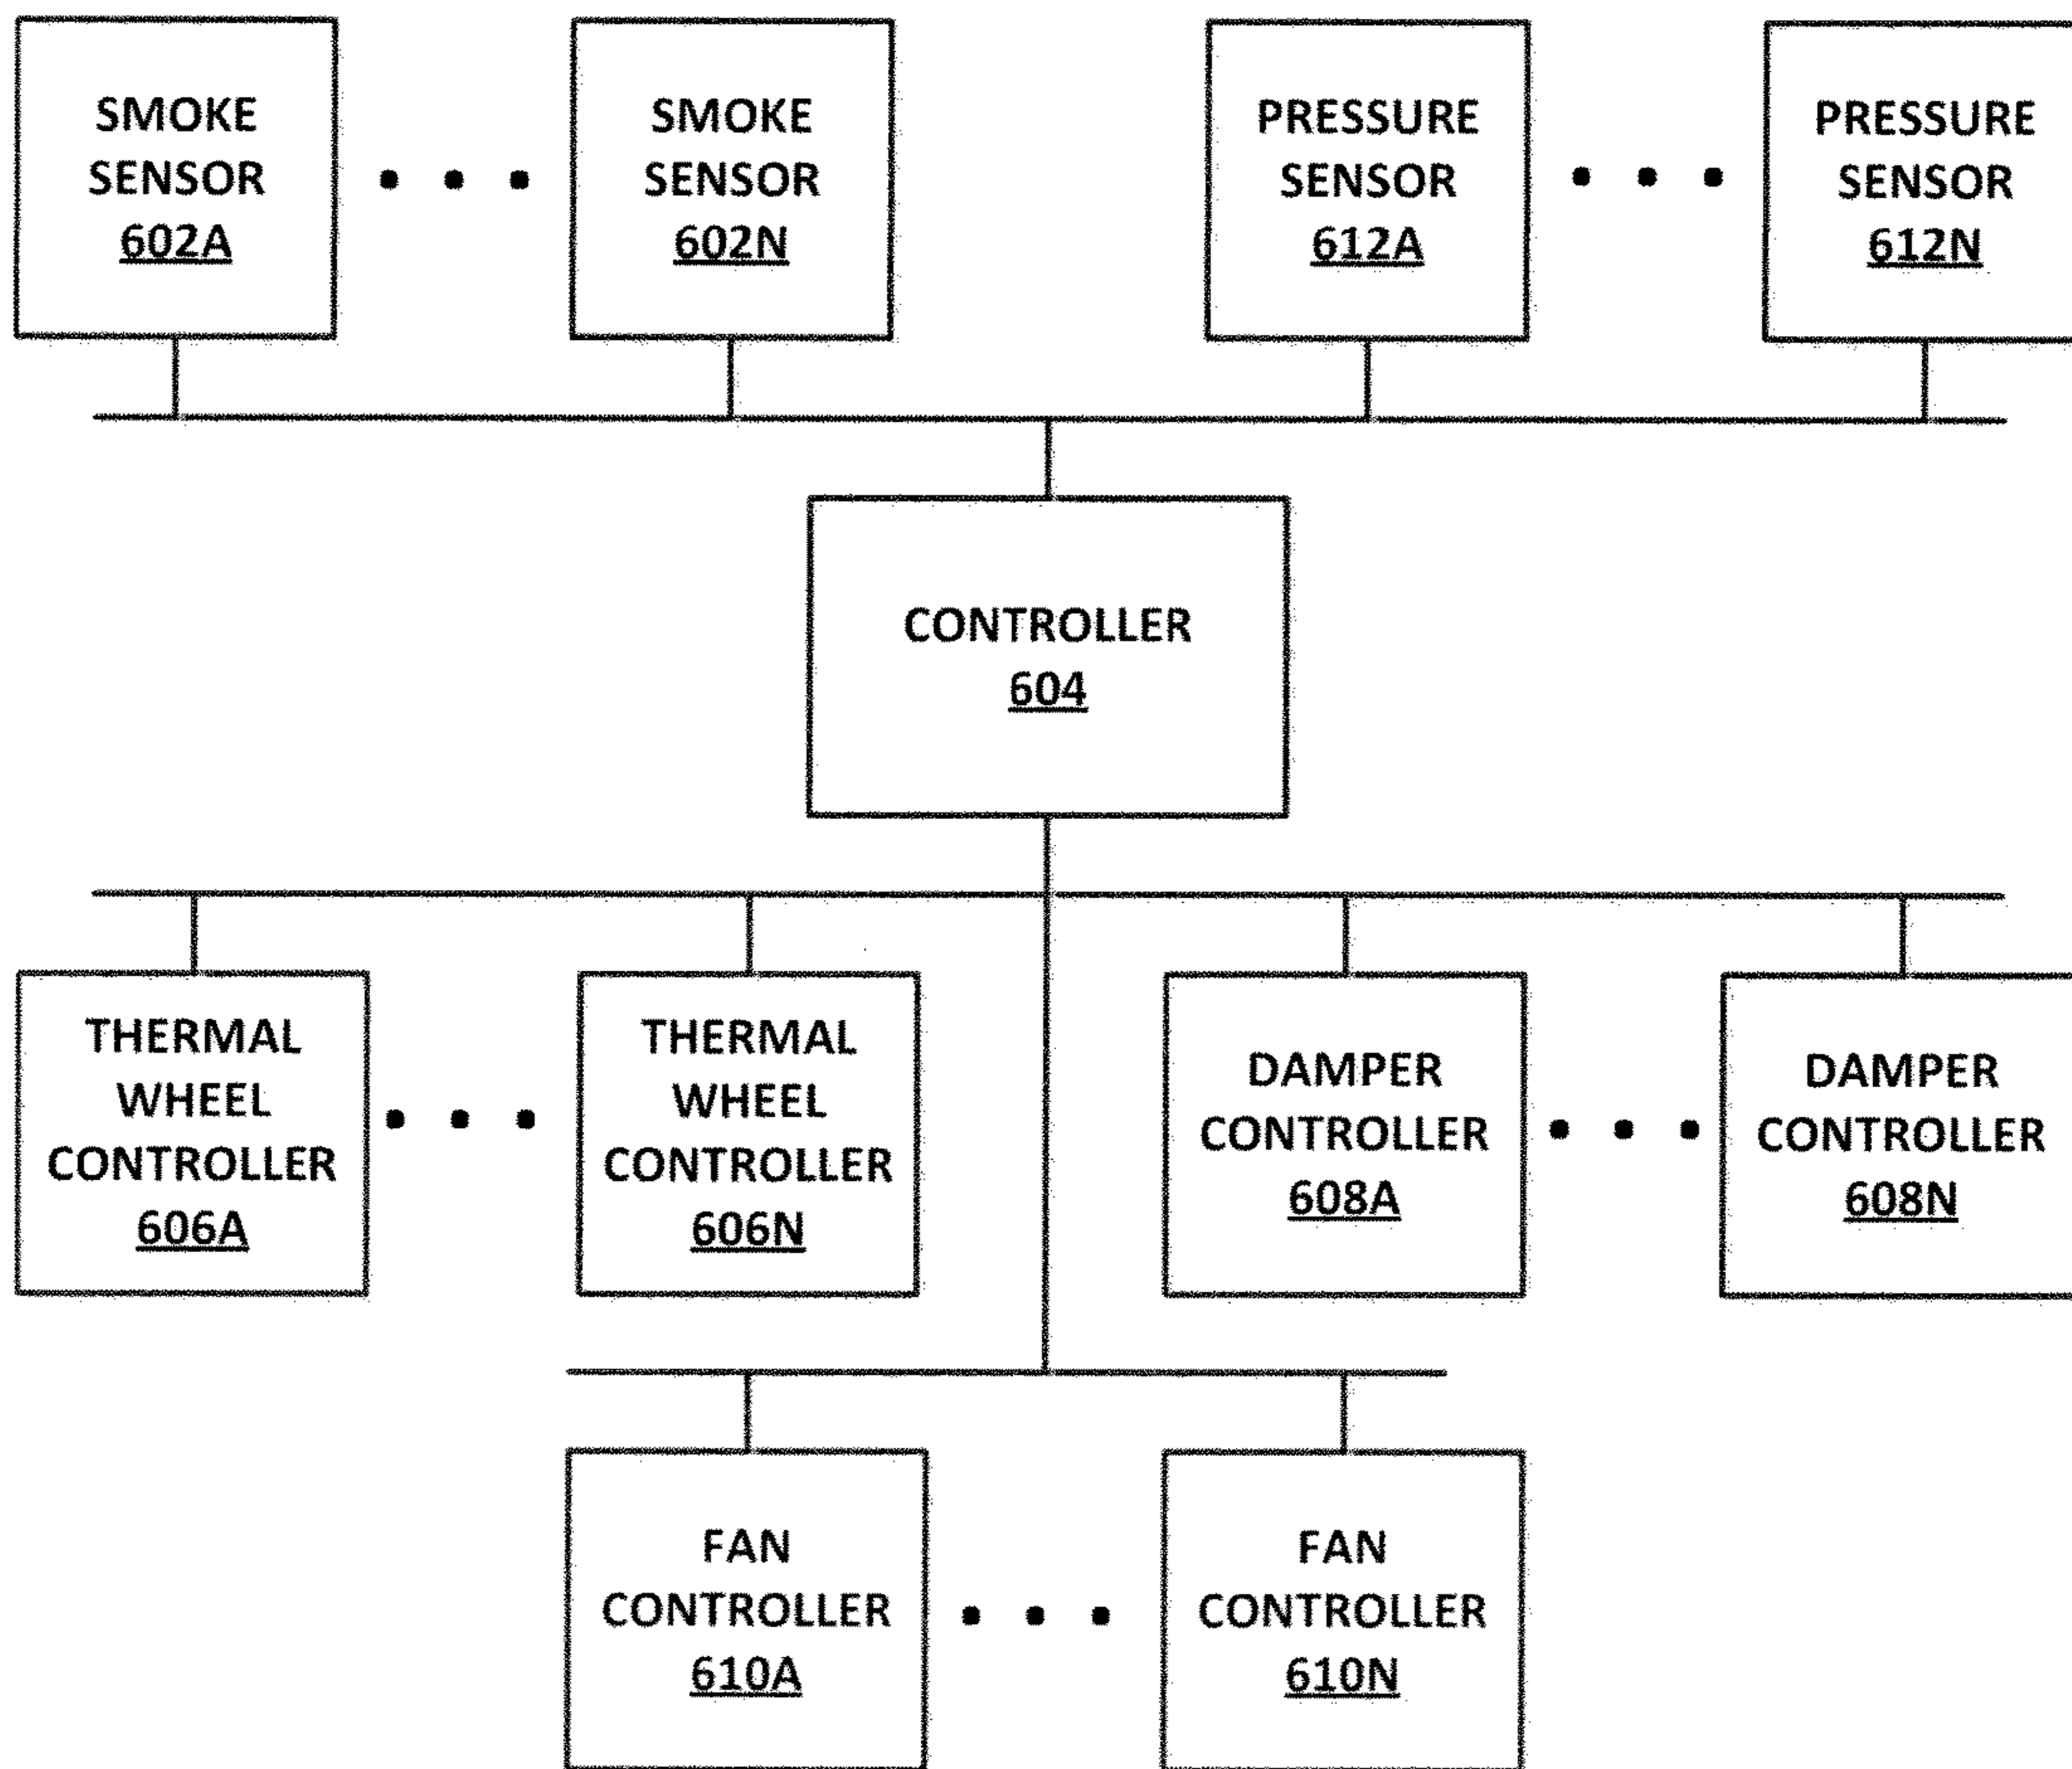 SMOKE
SENSOR
602A
SMOKE
SENSOR
602N
PRESSURE
SENSOR
612A
PRESSURE
SENSOR
612N
CONTROLLER
604
THERMAL
WHEEL
CONTROLLER
606A
THERMAL
WHEEL
CONTROLLER
606N
DAMPER
CONTROLLER
608A
DAMPER
CONTROLLER
608N
FAN
CONTROLLER
610A
FAN
CONTROLLER
610N